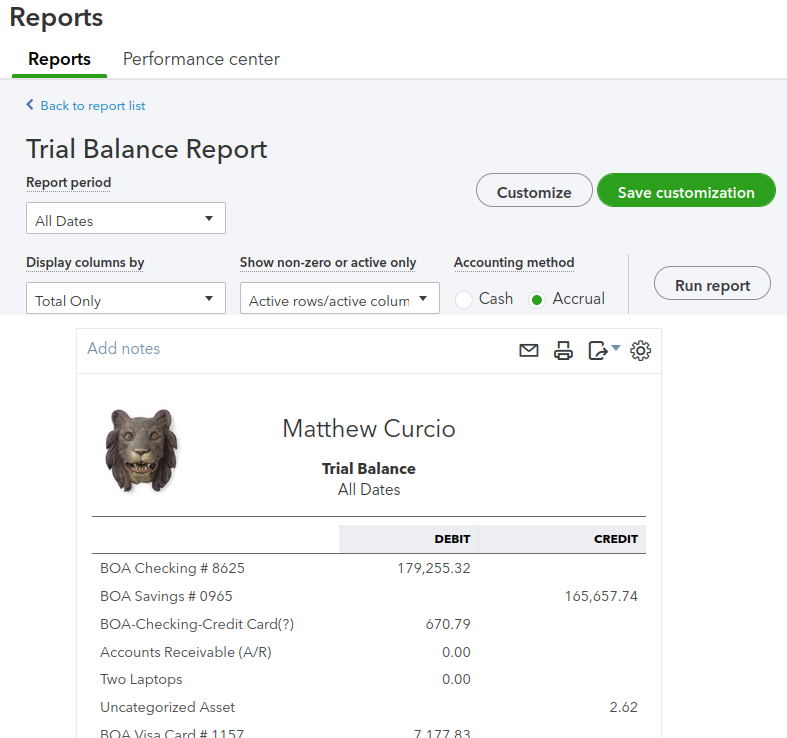 Reports
Reports Performance center
Back to report list
Trial Balance Report
Report period
Customize Save customization
All Dates
Display columns by Show non-zero or active only Accounting method
Total Only Active rows/active colum Cash Accrual Run report
Add notes
Matthew Curcio
Trial Balance
All Dates
DEBIT CREDIT
BOA Checking # 8625 179,255.32
BOA Savings # 0965 165,657.74
BOA-Checking-Credit Card(?) 670.79
Accounts Receivable (A/R) 0.00
Two Laptops 0.00
Uncategorized Asset 2.62
BOA Visa Card # 1157 7,177.83